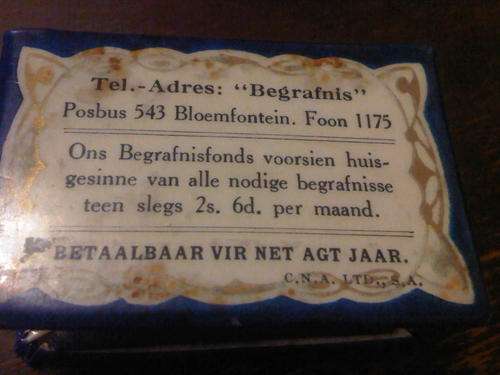 Tel.-Adres: "Begrafnis"
Posbus 543 Bloemfontein. Foon 1175
Ons Begrafnisfonds voorsien huis-
gesinne van alle nodige begrafnisse
teen slegs 2s. 6d. per maand.
BETAALBAAR VIR NET AGT JAAR.
C.N.A. LTD., S.A.